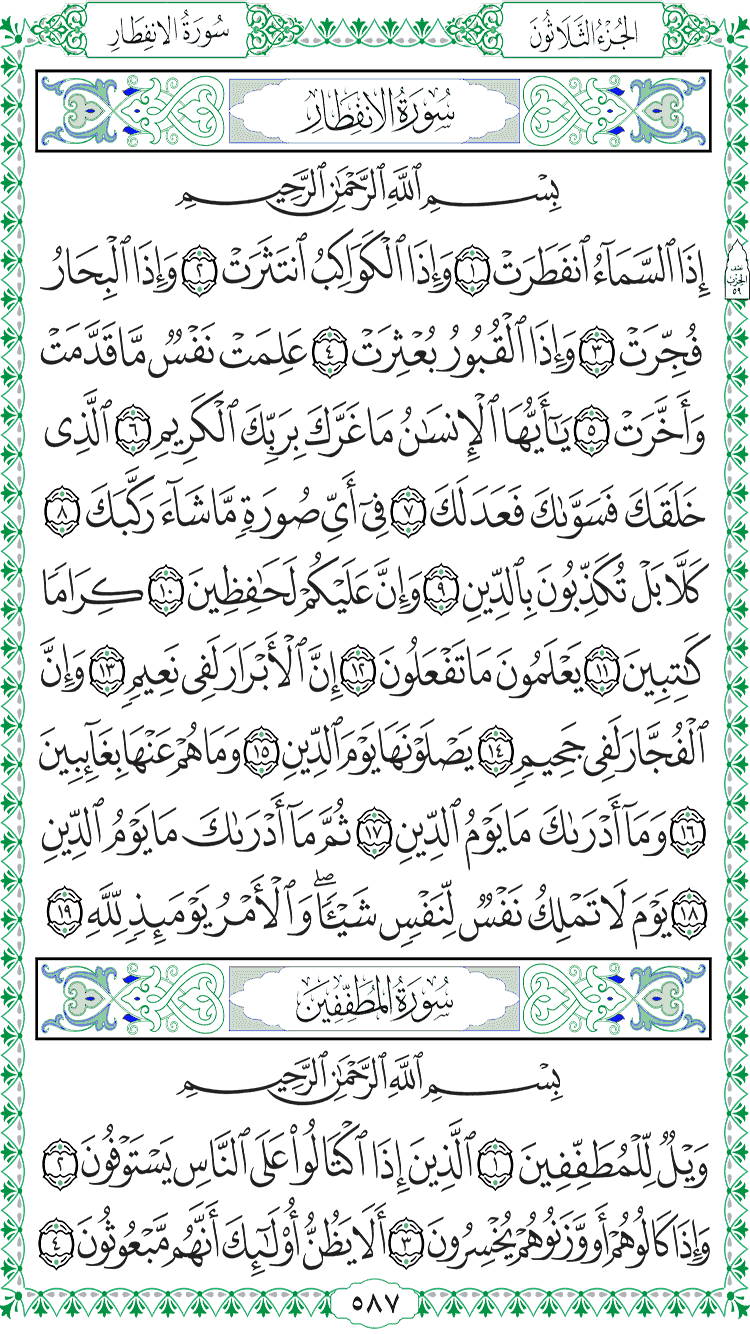 الجُزْءُ الثَّلَاثُونَ
سُورَةُ الانفِطَارِ
سُورَةُ الانفِطَارِ
بِسْمِ ٱللَّهِ ٱلرَّحْمَٰنِ ٱلرَّحِيمِ
إِذَا ٱلسَّمَآءُ ٱنفَطَرَتْ ١ وَإِذَا ٱلْكَوَاكِبُ ٱنتَثَرَتْ ٢ وَإِذَا ٱلْبِحَارُ
نصف الحزب ٥٩
فُجِّرَتْ ٣ وَإِذَا ٱلْقُبُورُ بُعْثِرَتْ ٤ عَلِمَتْ نَفْسٌ مَّا قَدَّمَتْ
وَأَخَّرَتْ ٥ يَٰٓأَيُّهَا ٱلْإِنسَٰنُ مَا غَرَّكَ بِرَبِّكَ ٱلْكَرِيمِ ٦ ٱلَّذِى
خَلَقَكَ فَسَوَّىٰكَ فَعَدَلَكَ ٧ فِىٓ أَىِّ صُورَةٍ مَّا شَآءَ رَكَّبَكَ ٨
كَلَّا بَلْ تُكَذِّبُونَ بِٱلدِّينِ ٩ وَإِنَّ عَلَيْكُمْ لَحَٰفِظِينَ ١٠ كِرَامًا
كَٰتِبِينَ ١١ يَعْلَمُونَ مَا تَفْعَلُونَ ١٢ إِنَّ ٱلْأَبْرَارَ لَفِى نَعِيمٍ ١٣ وَإِنَّ
ٱلْفُجَّارَ لَفِى جَحِيمٍ ١٤ يَصْلَوْنَهَا يَوْمَ ٱلدِّينِ ١٥ وَمَا هُمْ عَنْهَا بِغَآئِبِينَ
١٦ وَمَآ أَدْرَىٰكَ مَا يَوْمُ ٱلدِّينِ ١٧ ثُمَّ مَآ أَدْرَىٰكَ مَا يَوْمُ ٱلدِّينِ
١٨ يَوْمَ لَا تَمْلِكُ نَفْسٌ لِّنَفْسٍ شَيْـًٔاۖ وَٱلْأَمْرُ يَوْمَئِذٍ لِّلَّهِ ١٩
سُورَةُ المُطَفِّفِينَ
بِسْمِ ٱللَّهِ ٱلرَّحْمَٰنِ ٱلرَّحِيمِ
وَيْلٌ لِّلْمُطَفِّفِينَ ١ ٱلَّذِينَ إِذَا ٱكْتَالُوا۟ عَلَى ٱلنَّاسِ يَسْتَوْفُونَ ٢
وَإِذَا كَالُوهُمْ أَو وَّزَنُوهُمْ يُخْسِرُونَ ٣ أَلَا يَظُنُّ أُو۟لَٰٓئِكَ أَنَّهُم مَّبْعُوثُونَ ٤
٥٨٧